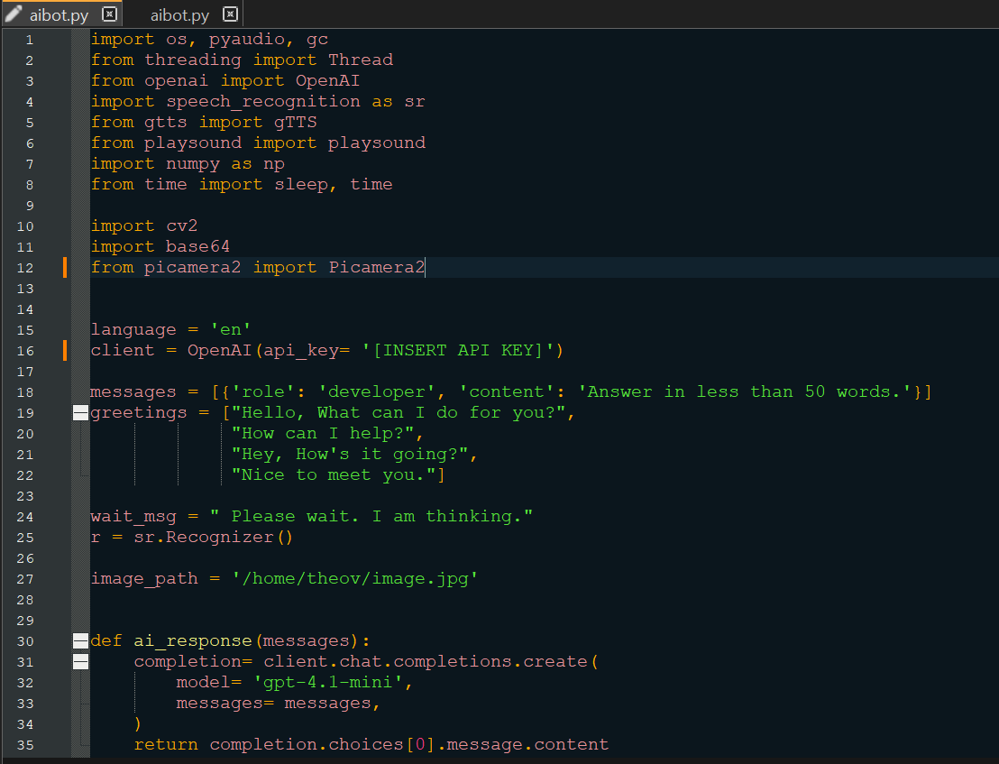 aibot.py aibot.py
1 import os, pyaudio, gc
2 from threading import Thread
3 from openai import OpenAI
4 import speech_recognition as sr
5 from gtts import gTTS
6 from playsound import playsound
7 import numpy as np
8 from time import sleep, time
9
10 import cv2
11 import base64
12 from picamera2 import Picamera2
13
14
15 language = 'en'
16 client = OpenAI(api_key= '[INSERT API KEY]')
17
18 messages = [{'role': 'developer', 'content': 'Answer in less than 50 words.'}]
19 greetings = ["Hello, What can I do for you?",
20 "How can I help?",
21 "Hey, How's it going?",
22 "Nice to meet you."]
23
24 wait_msg = " Please wait. I am thinking."
25 r = sr.Recognizer()
26
27 image_path = '/home/theov/image.jpg'
28
29
30 def ai_response(messages):
31     completion= client.chat.completions.create(
32         model= 'gpt-4.1-mini',
33         messages= messages,
34     )
35     return completion.choices[0].message.content